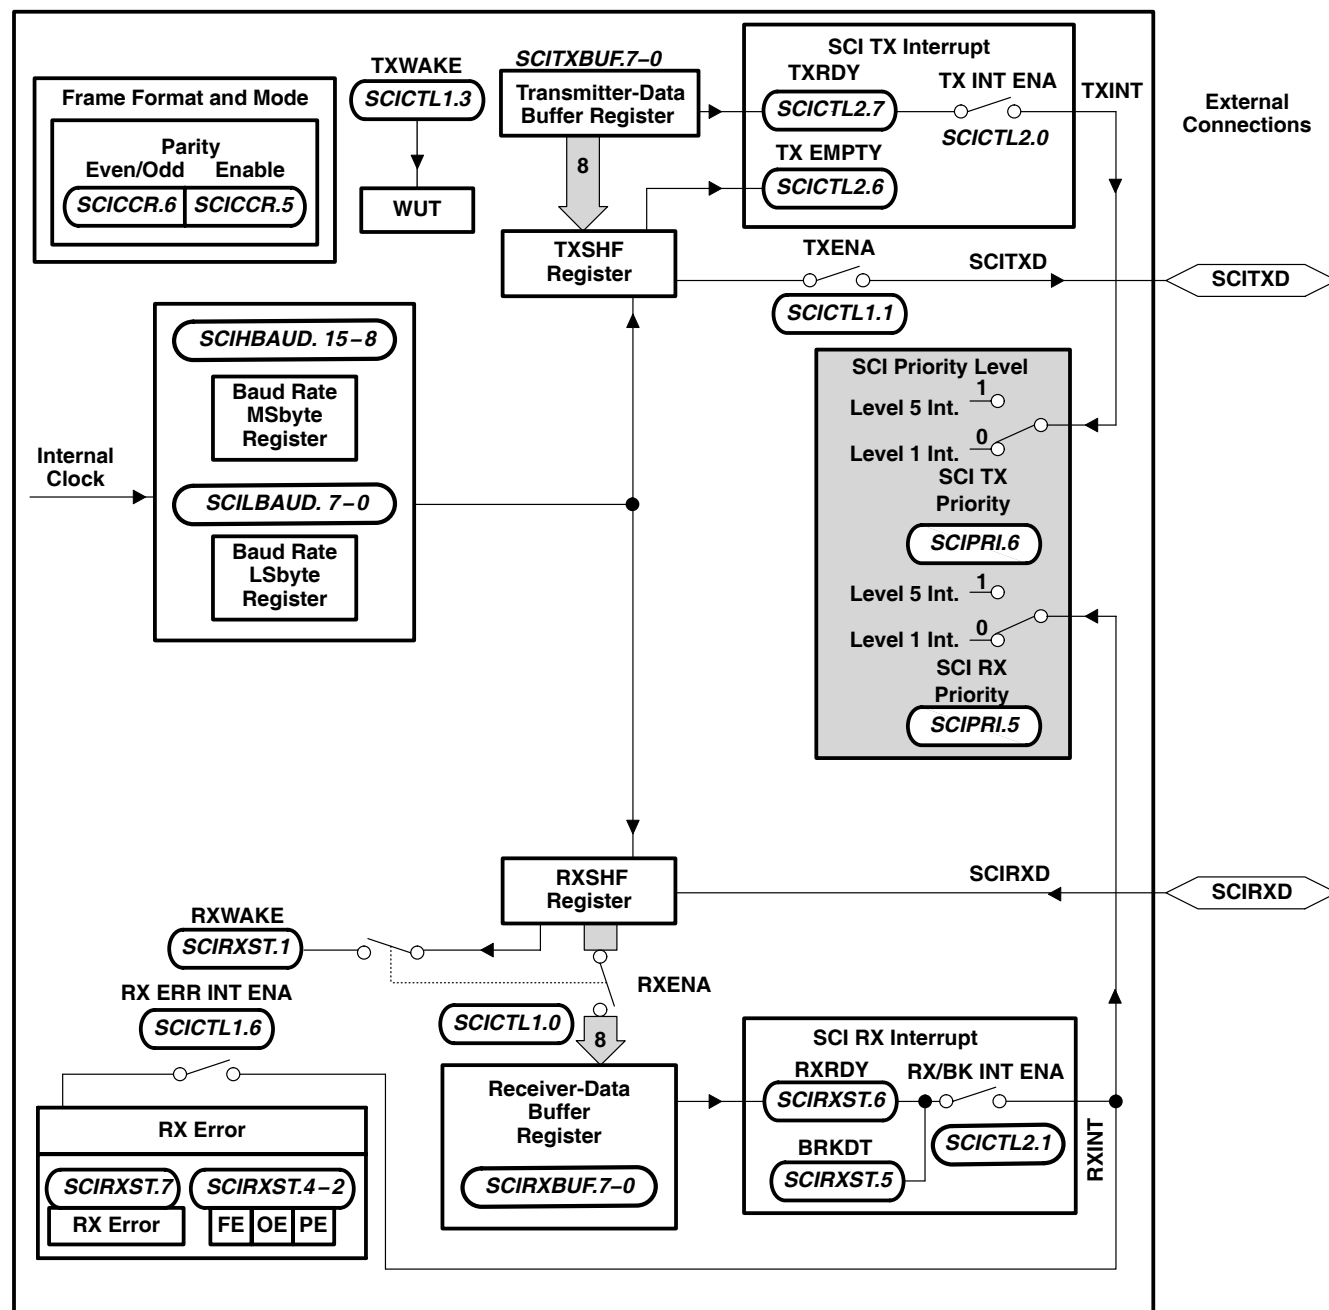 Frame Format and Mode
Parity
Even/Odd Enable
SCICCR.6 SCICCR.5
TXWAKE
SCICTL1.3
WUT
SCITXBUF.7–0
Transmitter-Data
Buffer Register
8
TXSHF
Register
SCI TX Interrupt
TXRDY
SCICTL2.7
TX INT ENA
SCICTL2.0
TX EMPTY
SCICTL2.6
TXINT
External
Connections
TXENA
SCICTL1.1
SCITXD
SCITXD
Internal
Clock
SCIHBAUD. 15–8
Baud Rate
MSbyte
Register
SCILBAUD. 7–0
Baud Rate
LSbyte
Register
SCI Priority Level
1
Level 5 Int.
0
Level 1 Int.
SCI TX
Priority
SCIPRI.6
1
Level 5 Int.
0
Level 1 Int.
SCI RX
Priority
SCIPRI.5
RXSHF
Register
SCIRXD
SCIRXD
RXWAKE
SCIRXST.1
RXENA
SCICTL1.0
8
RX ERR INT ENA
SCICTL1.6
RX Error
SCIRXST.7 SCIRXST.4–2
RX Error FE OE PE
Receiver-Data
Buffer
Register
SCIRXBUF.7–0
SCI RX Interrupt
RXRDY
SCIRXST.6
RX/BK INT ENA
SCICTL2.1
BRKDT
SCIRXST.5
RXINT